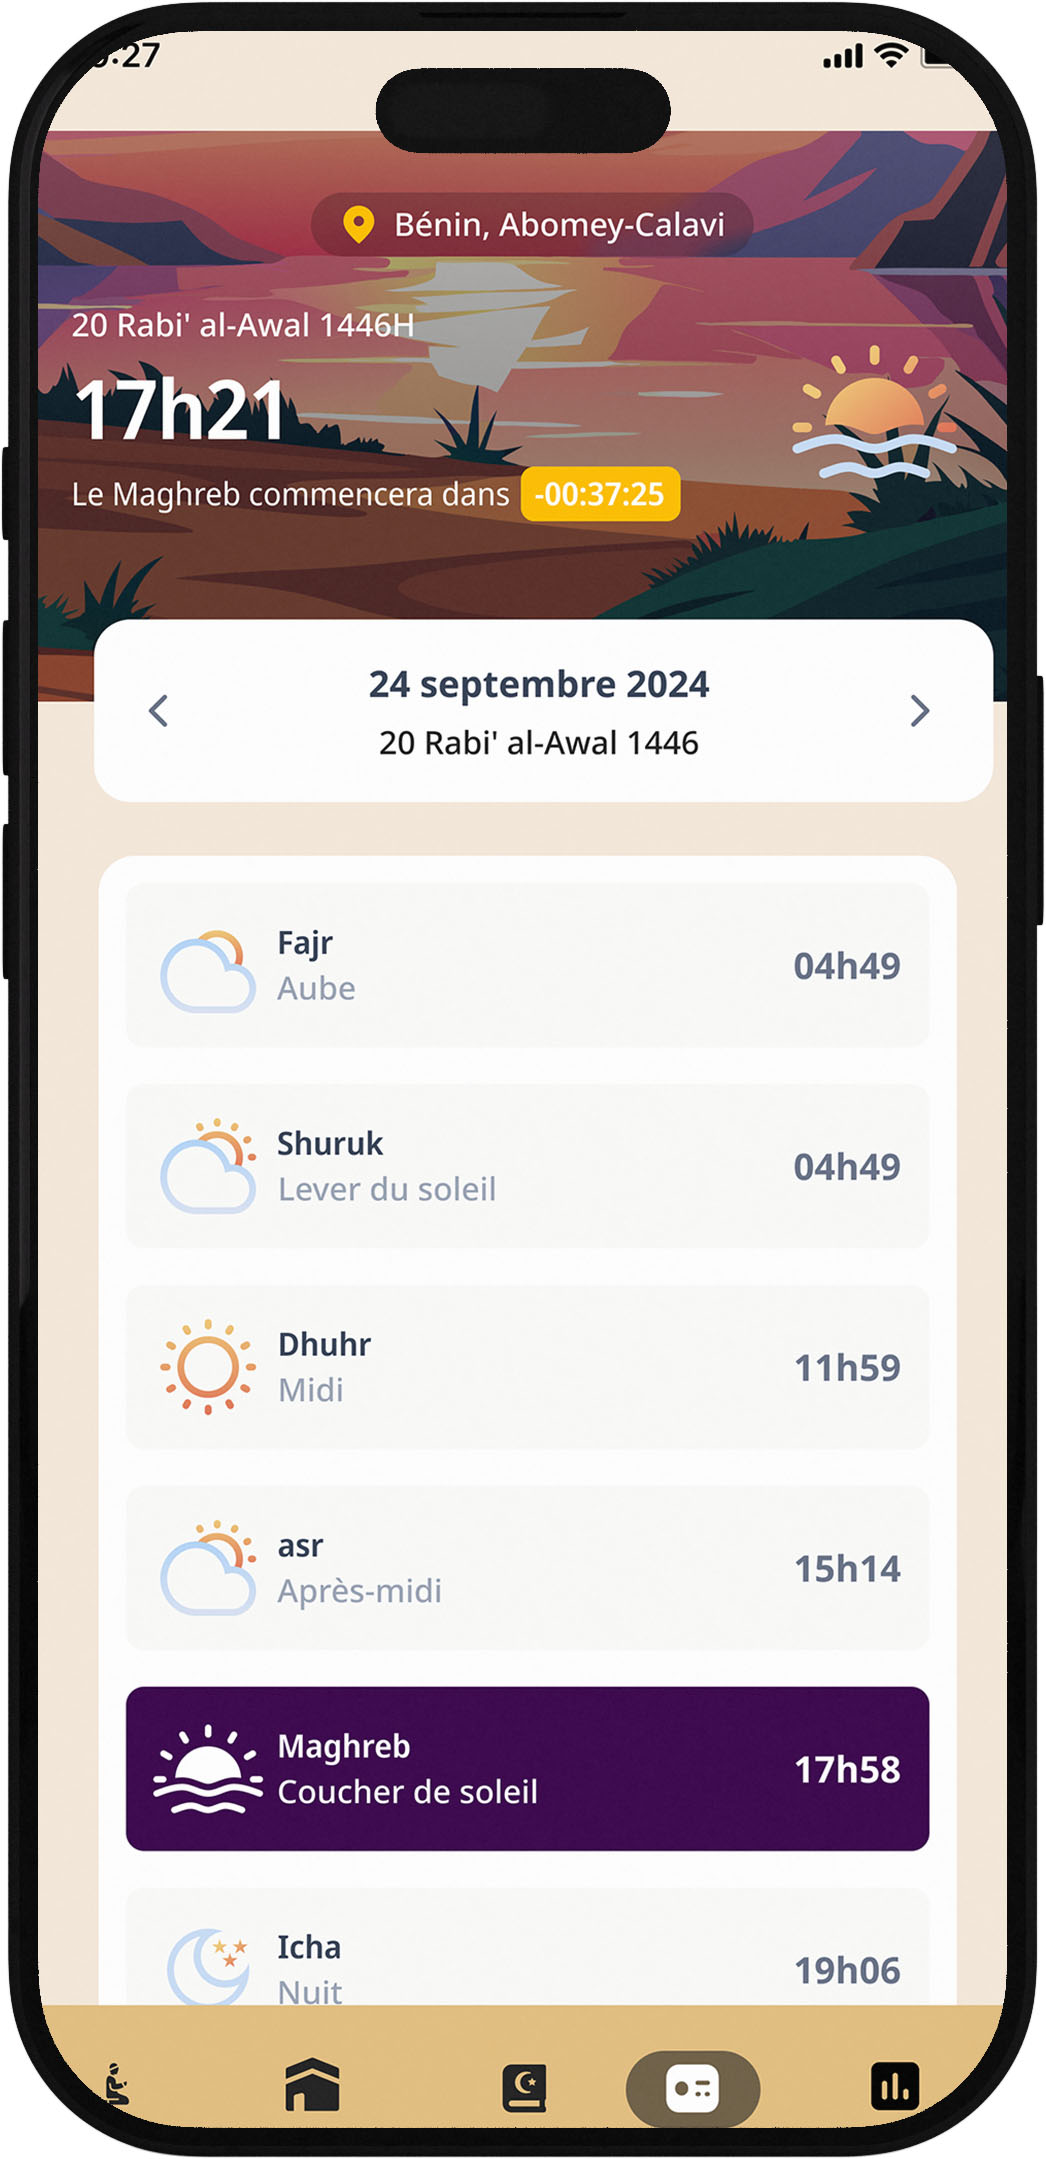 :27
Bénin, Abomey-Calavi
20 Rabi' al-Awal 1446H
17h21
Le Maghreb commencera dans -00:37:25
24 septembre 2024
20 Rabi' al-Awal 1446
Fajr
Aube
04h49
Shuruk
Lever du soleil
04h49
Dhuhr
Midi
11h59
asr
Après-midi
15h14
Maghreb
Coucher de soleil
17h58
Icha
Nuit
19h06